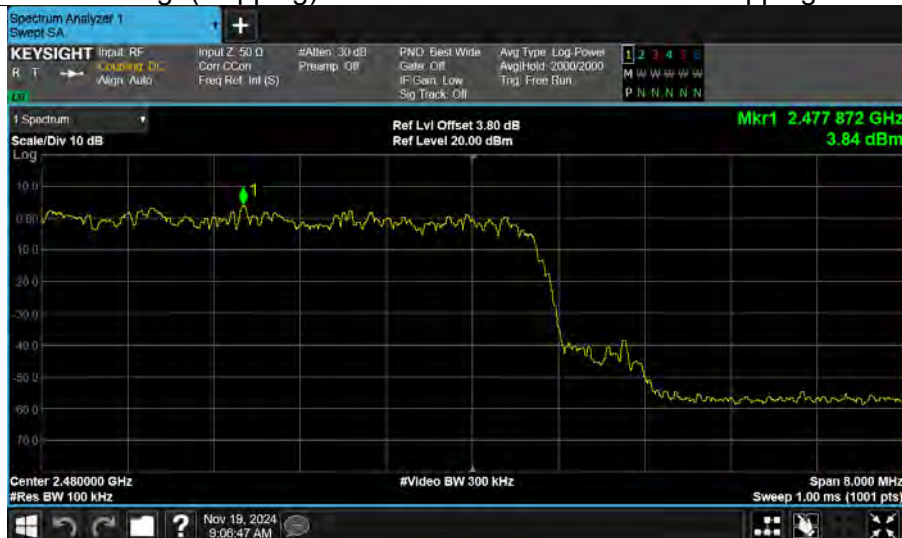 Spectrum Analyzer 1
Swept SA
+
KEYSIGHT Input: RF
R T
Coupling: DC
Align: Auto
Input Z: 50 Ω
Corr CCorr
Freq Ref: Int (S)
#Atten: 30 dB
Preamp: Off
PNO: Best Wide
Gate: Off
IF Gain: Low
Sig Track: Off
Avg Type: Log-Power
Avg|Hold: 2000/2000
Trig: Free Run
1 2 3 4 5 6
M W W W W W
P N N N N N
1 Spectrum
Scale/Div 10 dB
Log
Ref Lvl Offset 3.80 dB
Ref Level 20.00 dBm
Mkr1 2.477 872 GHz
3.84 dBm
1
10.0
0.00
-10.0
-20.0
-30.0
-40.0
-50.0
-60.0
-70.0
Center 2.480000 GHz
#Res BW 100 kHz
#Video BW 300 kHz
Span 8.000 MHz
Sweep 1.00 ms (1001 pts)
?
Nov 19, 2024
9:06:47 AM